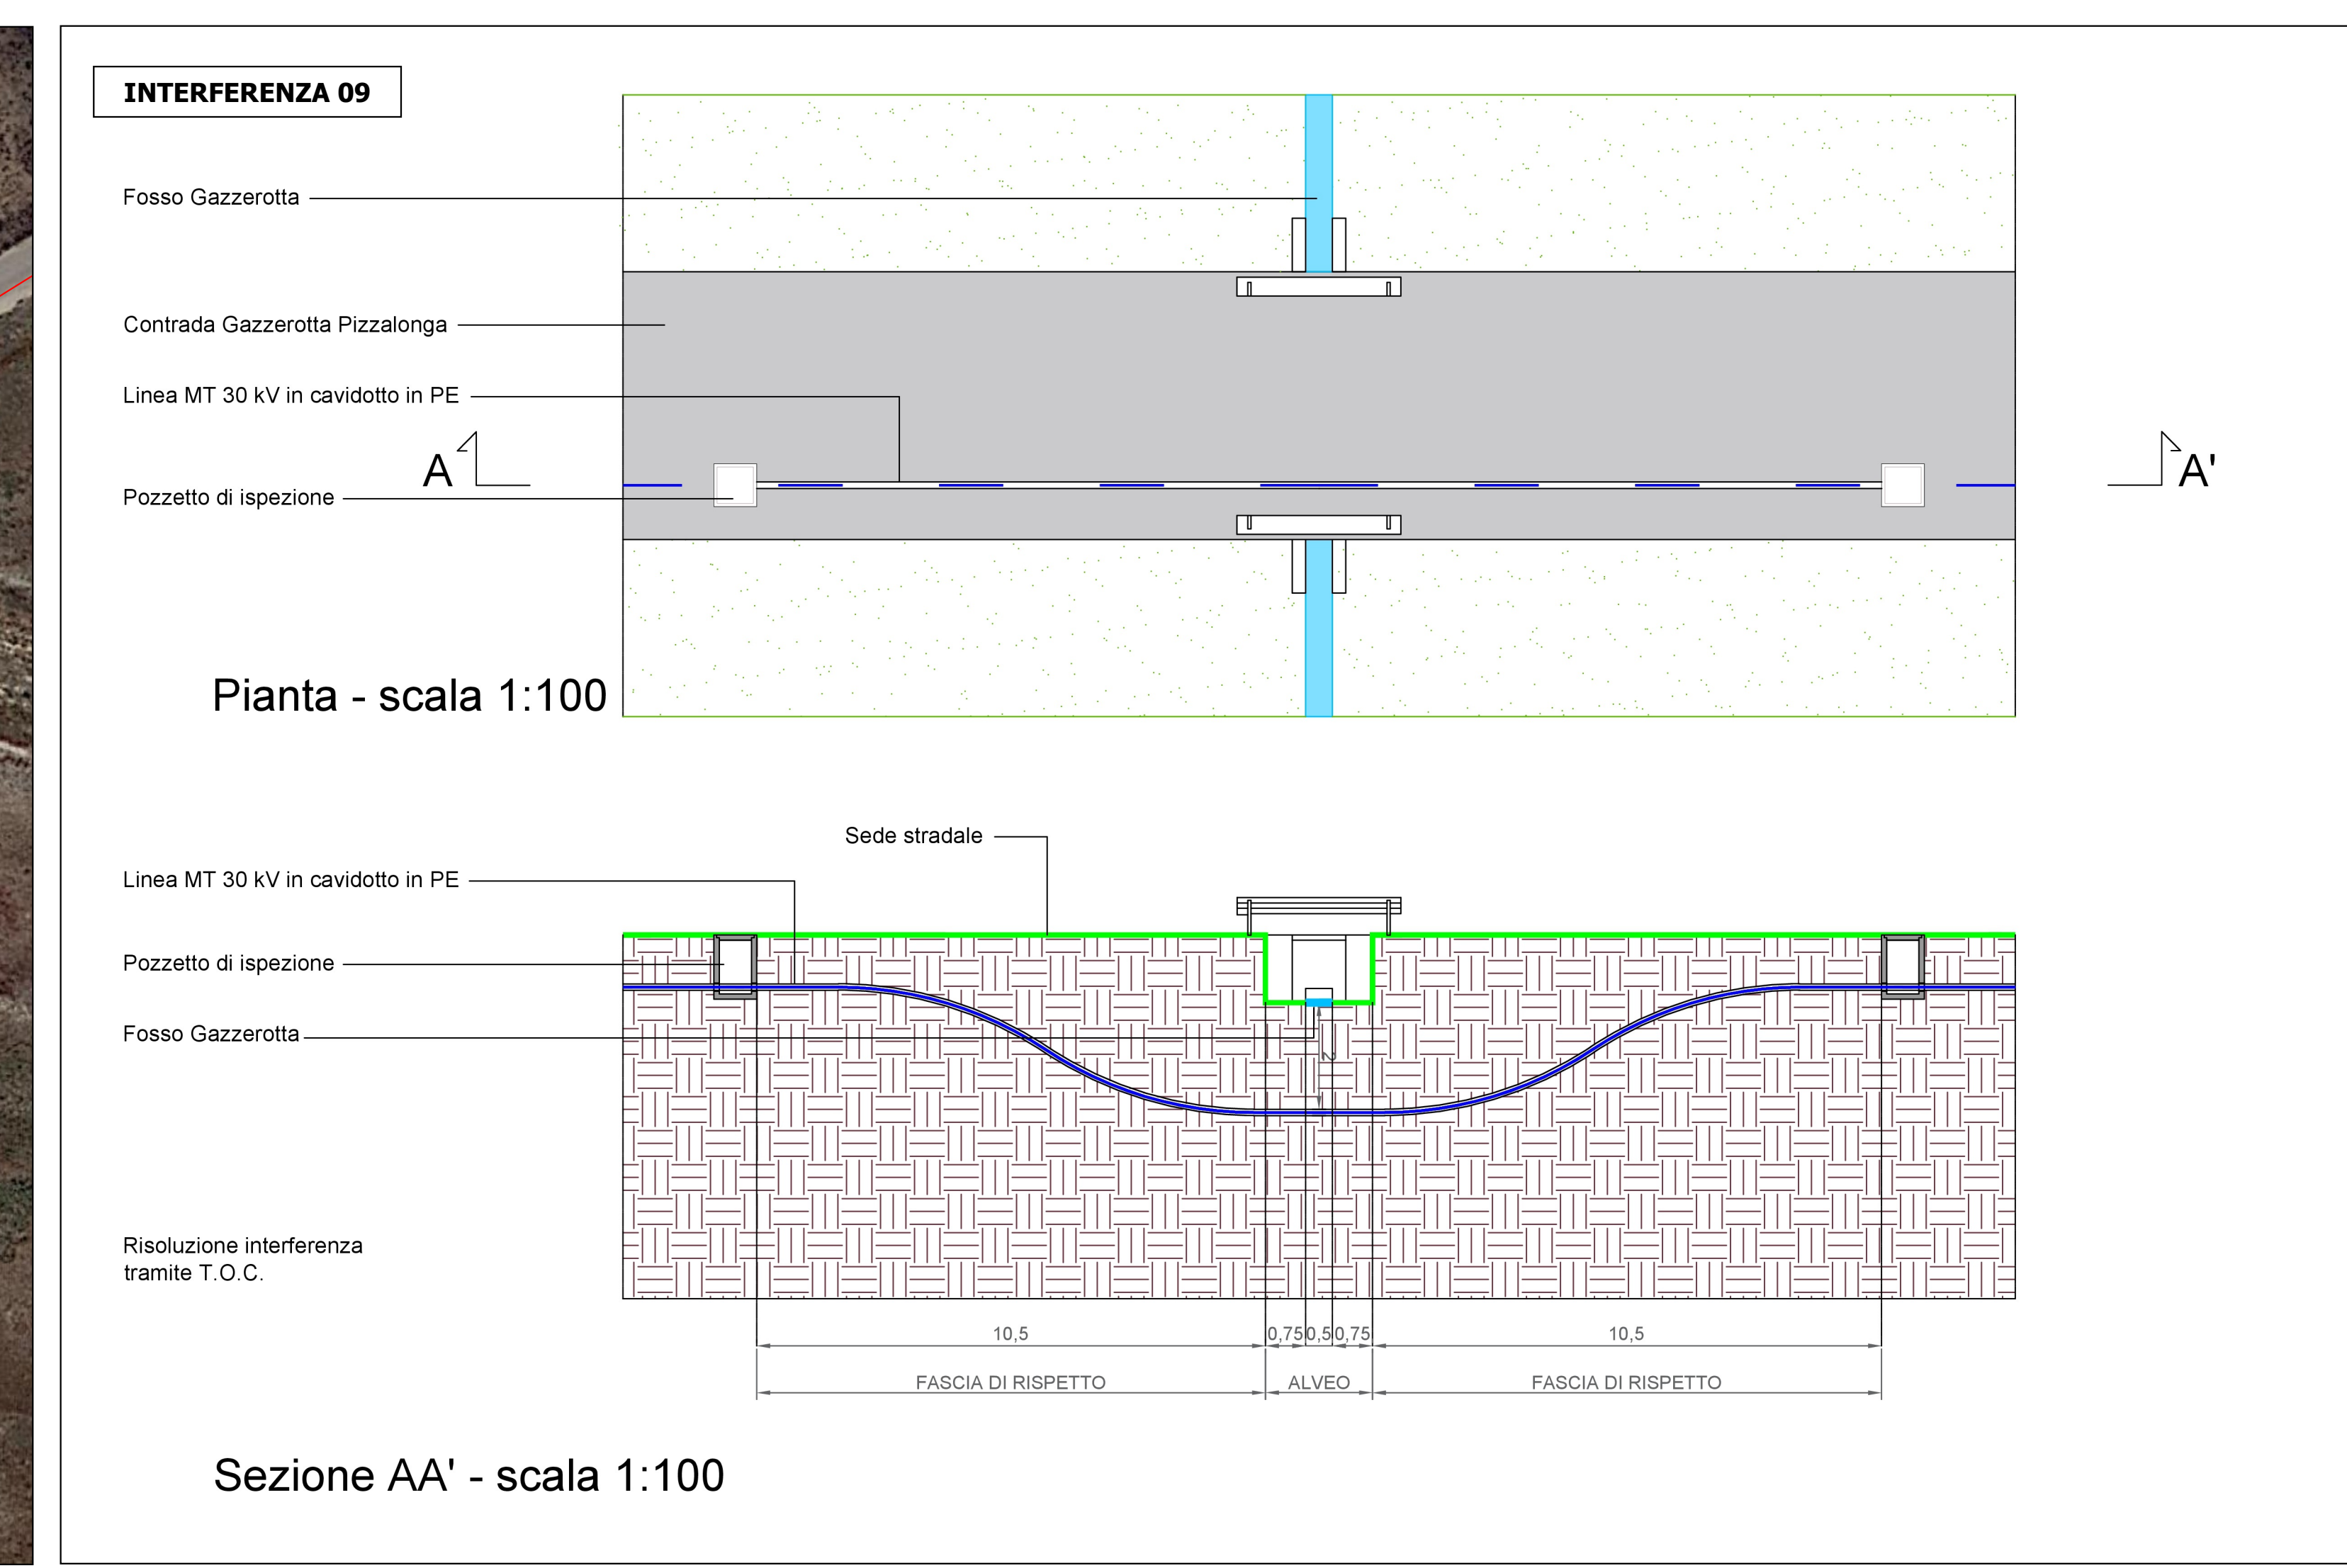 INTERFERENZA 09
Fosso Gazzerotta
Contrada Gazzerotta Pizzalonga
Linea MT 30 kV in cavidotto in PE
A
A'
Pozzetto di ispezione
Pianta - scala 1:100
Sede stradale
Linea MT 30 kV in cavidotto in PE
Pozzetto di ispezione
Fosso Gazzerotta
2
Risoluzione interferenza
tramite T.O.C.
10,5
0,75
0,5
0,75
10,5
FASCIA DI RISPETTO
ALVEO
FASCIA DI RISPETTO
Sezione AA' - scala 1:100